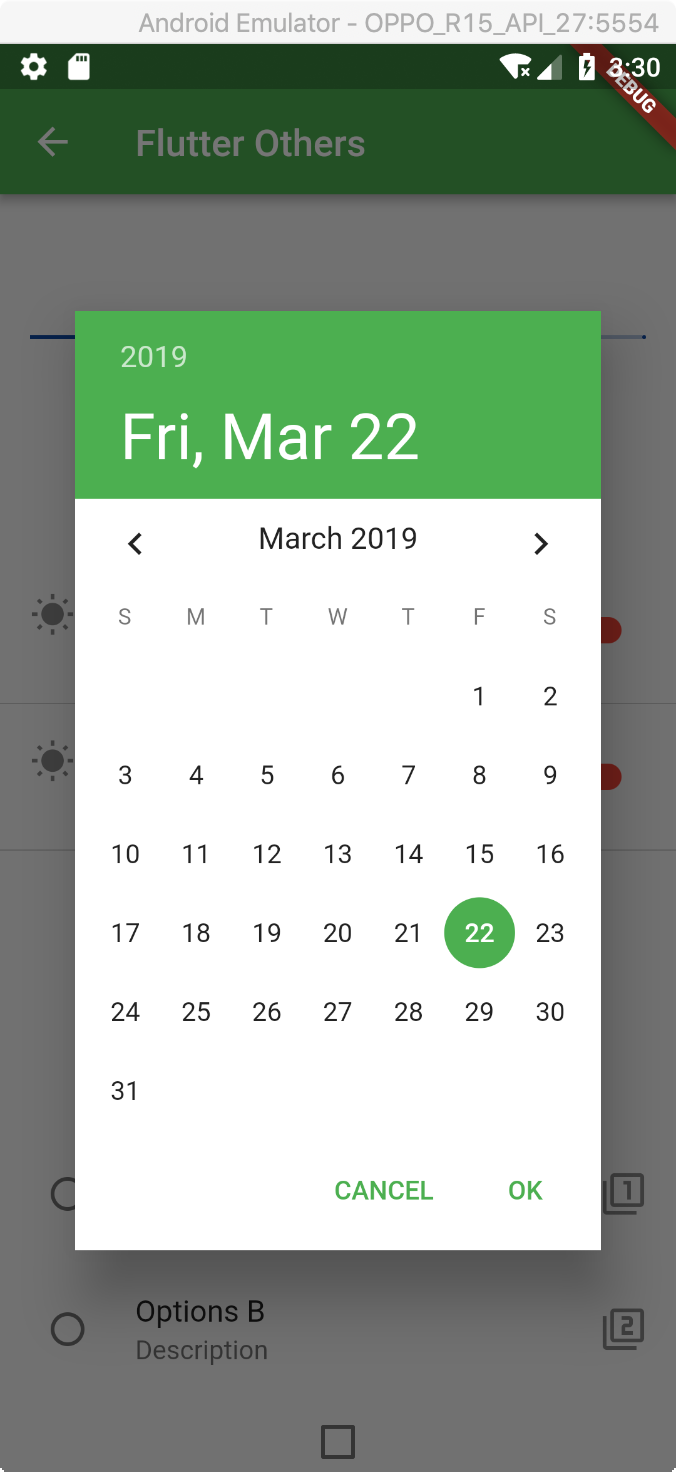 Android Emulator - OPPO_R15_API_27:5554
3:30
DEBUG
Flutter Others
2019
Fri, Mar 22
March 2019
S M T W T F S
1 2
3 4 5 6 7 8 9
10 11 12 13 14 15 16
17 18 19 20 21 22 23
24 25 26 27 28 29 30
31
CANCEL OK
1
Options B
2
Description